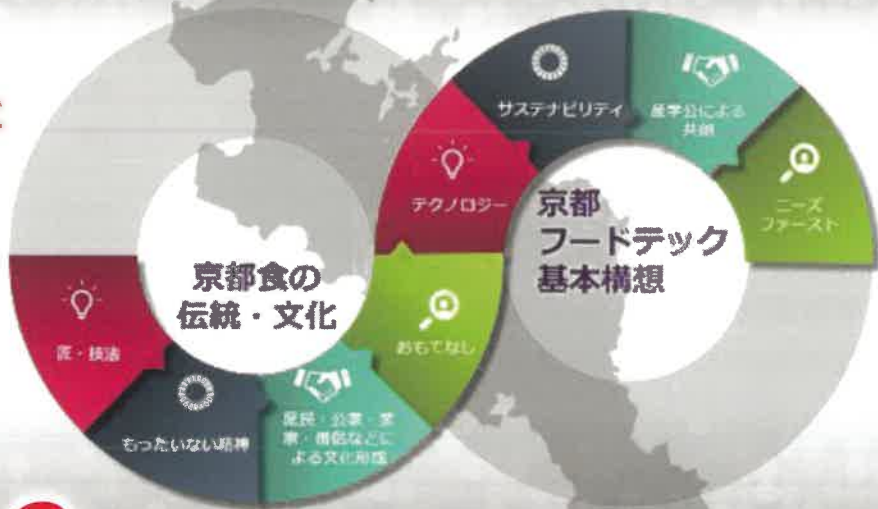 京都食の
伝統・文化
匠・技法
もったいない精神
庶民・公家・武
家・僧侶などに
よる文化形成
おもてなし
京都
フードテック
基本構想
テクノロジー
サステナビリティ
産学公による
共創
ニーズ
ファースト